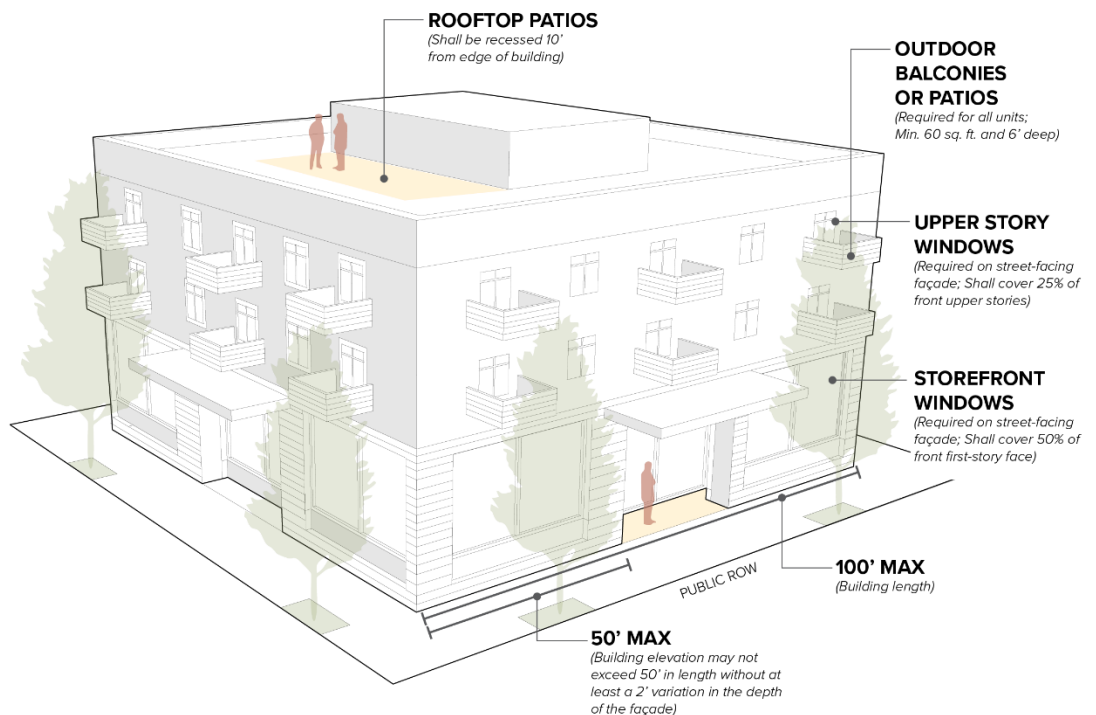 ROOFTOP PATIOS
(Shall be recessed 10’
from edge of building)
OUTDOOR
BALCONIES
OR PATIOS
(Required for all units;
Min. 60 sq. ft. and 6’ deep)
UPPER STORY
WINDOWS
(Required on street-facing
façade; Shall cover 25% of
front upper stories)
STOREFRONT
WINDOWS
(Required on street-facing
façade; Shall cover 50% of
front first-story face)
100’ MAX
(Building length)
PUBLIC ROW
50’ MAX
(Building elevation may not
exceed 50’ in length without at
least a 2’ variation in the depth
of the façade)